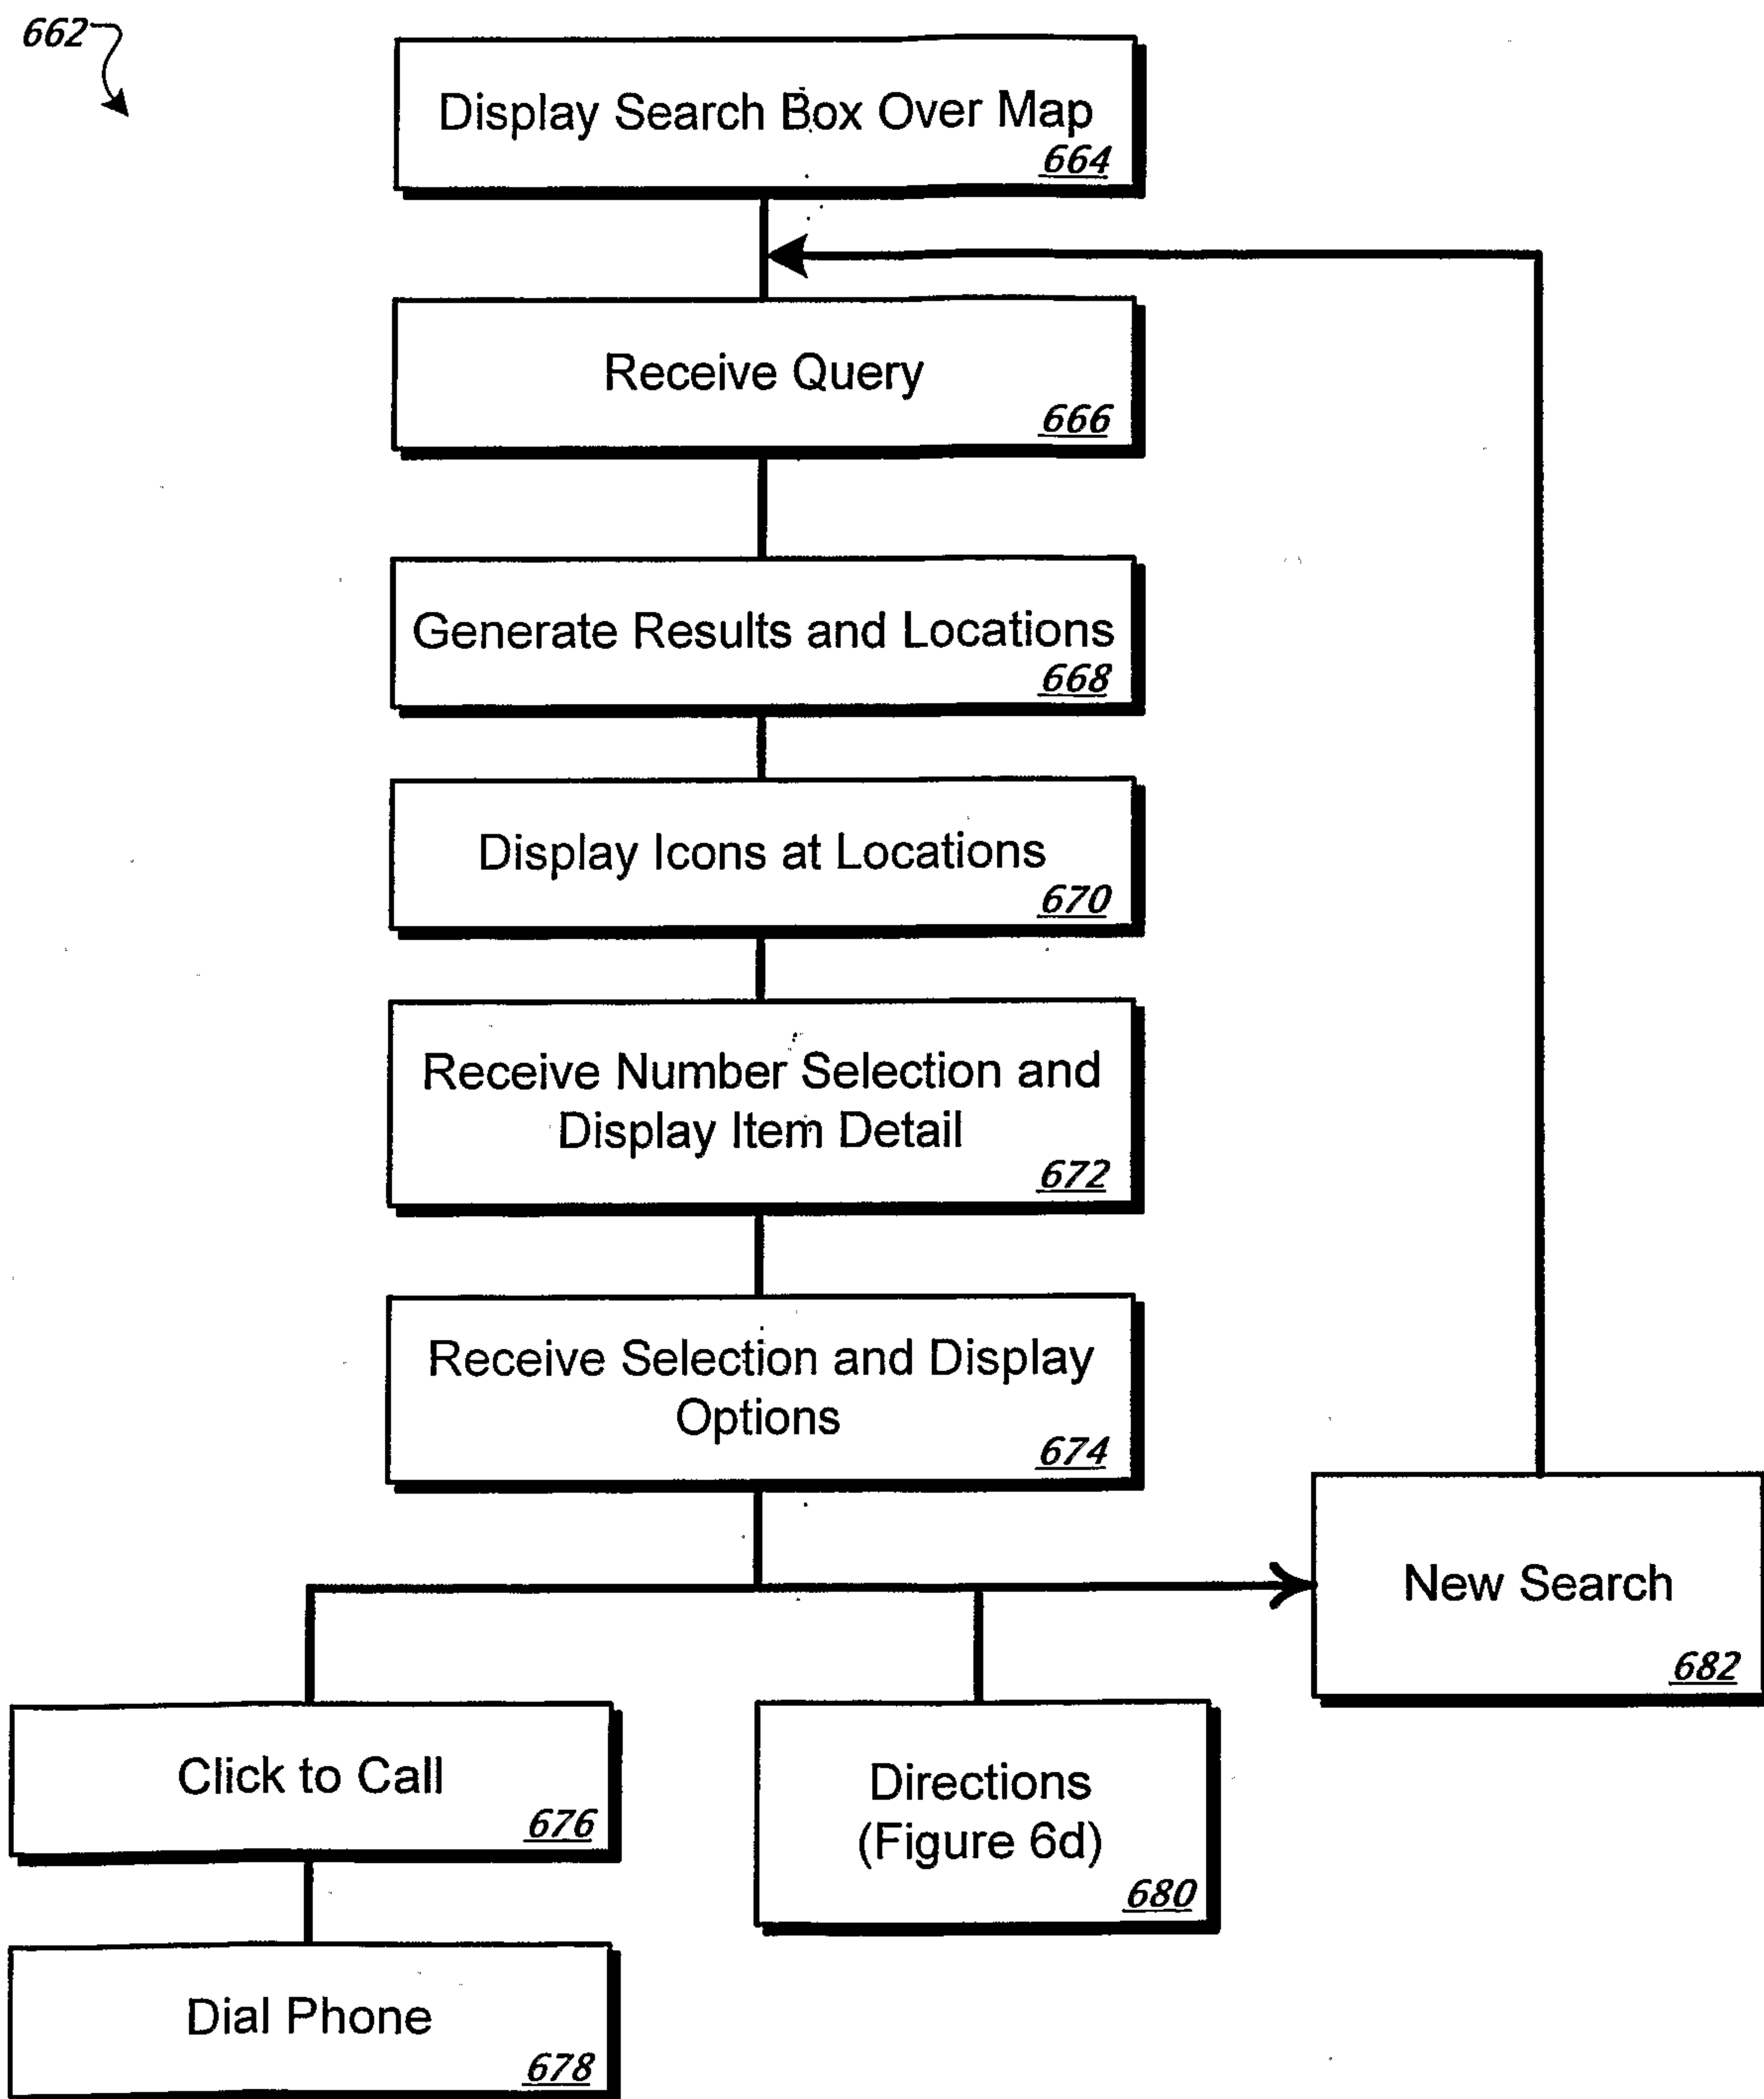 662
Display Search Box Over Map
664
Receive Query
666
Generate Results and Locations
668
Display Icons at Locations
670
Receive Number Selection and
Display Item Detail
672
Receive Selection and Display
Options
674
New Search
682
Click to Call
676
Directions
(Figure 6d)
680
Dial Phone
678